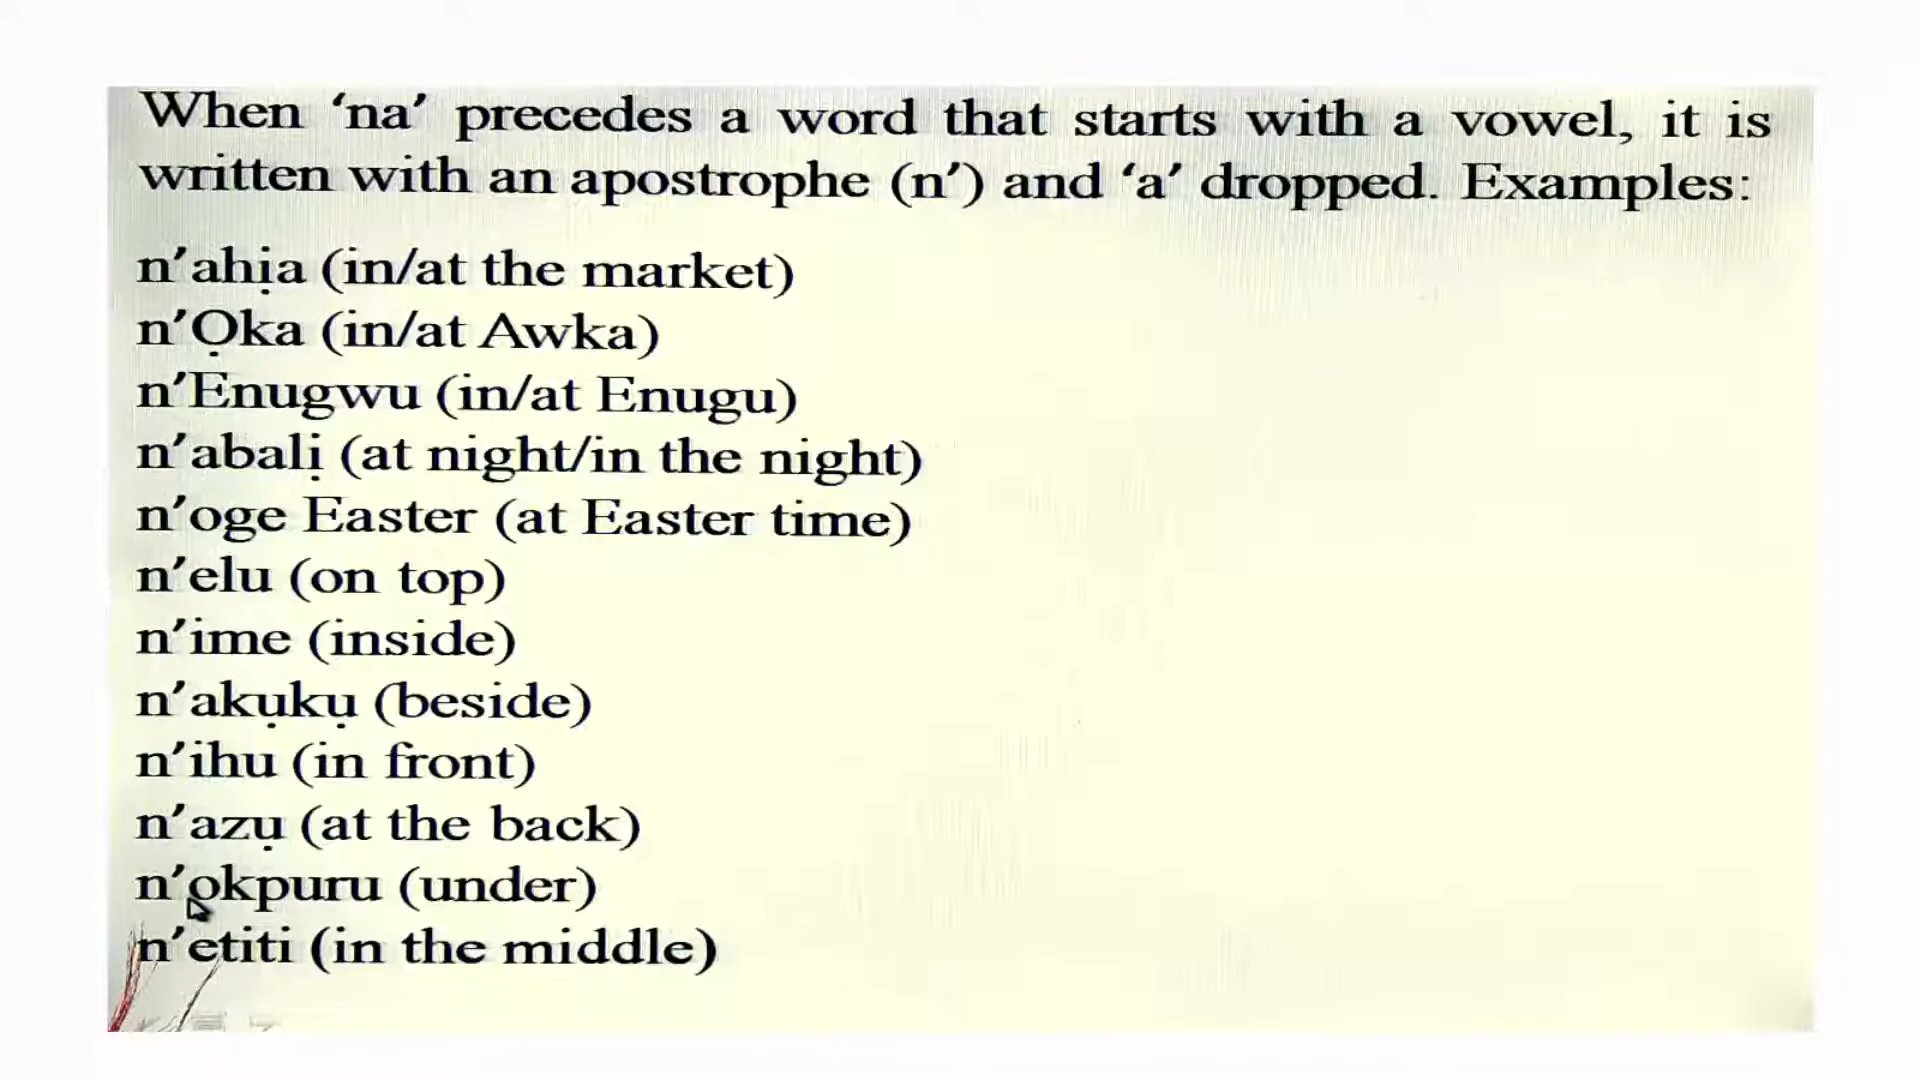 When ‘na’ precedes a word that starts with a vowel, it is
written with an apostrophe (n’) and ‘a’ dropped. Examples:
n’ahịa (in/at the market)
n’Ọka (in/at Awka)
n’Enugwu (in/at Enugu)
n’abalị (at night/in the night)
n’oge Easter (at Easter time)
n’elu (on top)
n’ime (inside)
n’akụkụ (beside)
n’ihu (in front)
n’azụ (at the back)
n’okpuru (under)
n’etiti (in the middle)